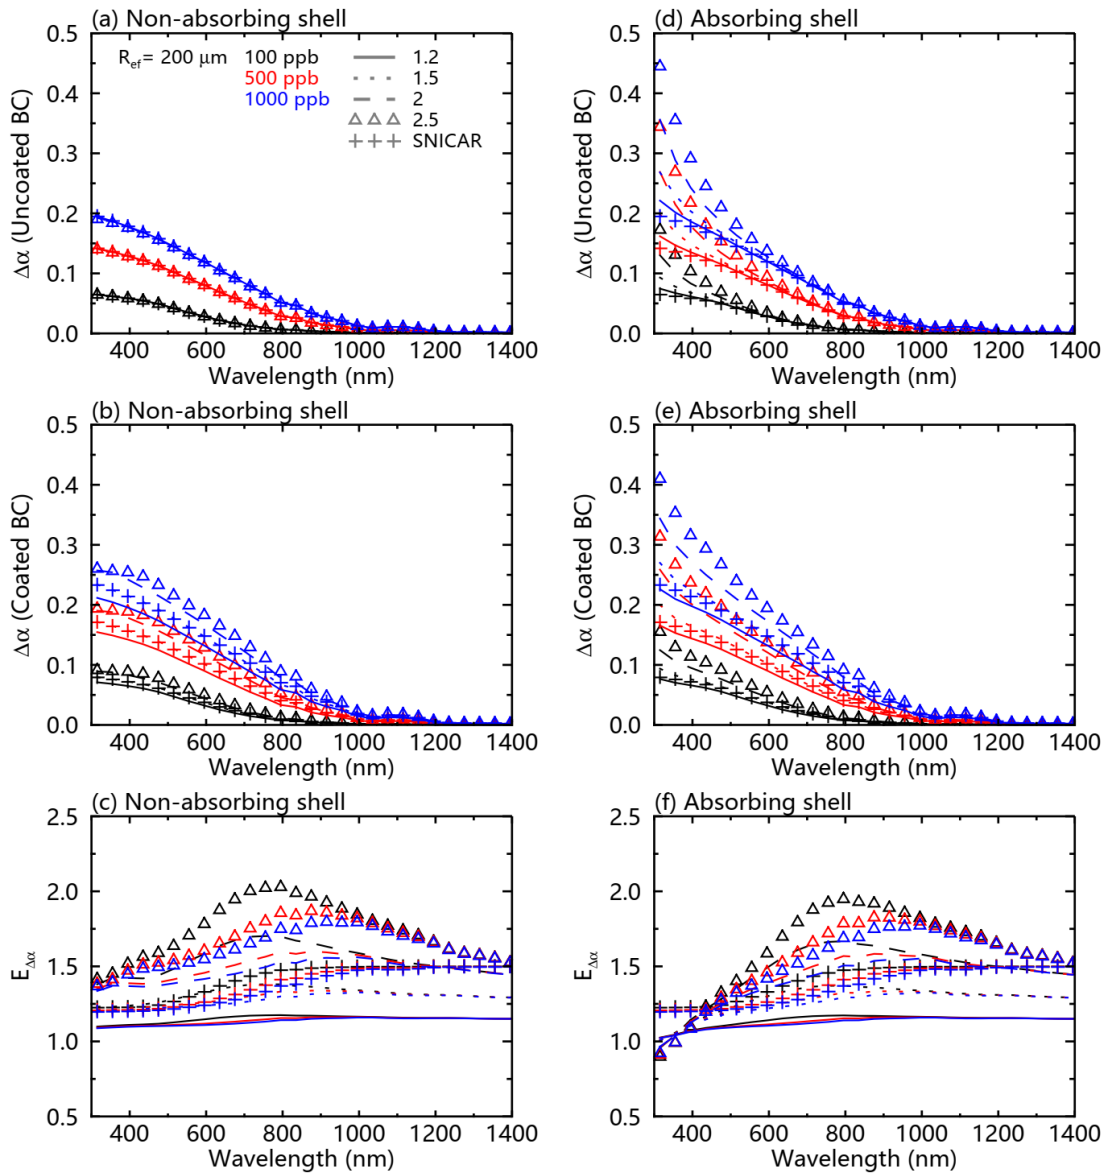 (a) Non-absorbing shell
0.5
0.4
0.3
0.2
0.1
0.0
Δα (Uncoated BC)
R_ef= 200 μm
100 ppb
500 ppb
1000 ppb
1.2
1.5
2
2.5
SNICAR
400 600 800 1000 1200 1400
Wavelength (nm)
(d) Absorbing shell
0.5
0.4
0.3
0.2
0.1
0.0
Δα (Uncoated BC)
400 600 800 1000 1200 1400
Wavelength (nm)
(b) Non-absorbing shell
0.5
0.4
0.3
0.2
0.1
0.0
Δα (Coated BC)
400 600 800 1000 1200 1400
Wavelength (nm)
(e) Absorbing shell
0.5
0.4
0.3
0.2
0.1
0.0
Δα (Coated BC)
400 600 800 1000 1200 1400
Wavelength (nm)
(c) Non-absorbing shell
2.5
2.0
1.5
1.0
0.5
E_Δα
400 600 800 1000 1200 1400
Wavelength (nm)
(f) Absorbing shell
2.5
2.0
1.5
1.0
0.5
E_Δα
400 600 800 1000 1200 1400
Wavelength (nm)